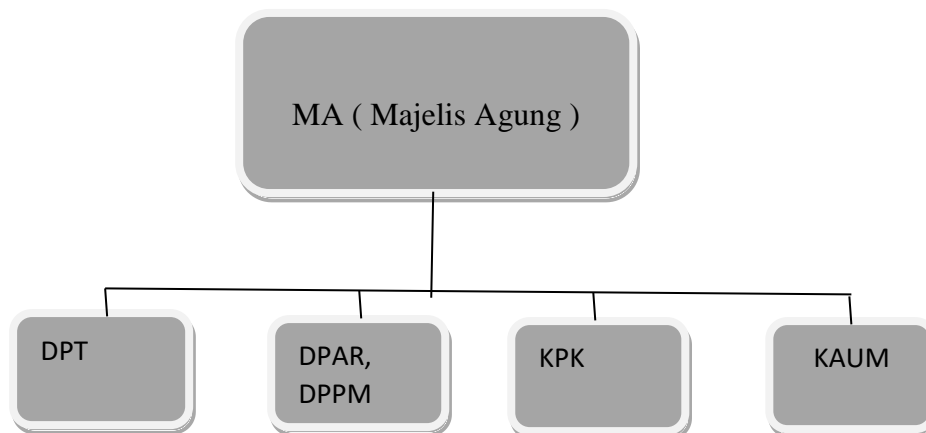 MA ( Majelis Agung )
DPT
DPAR,
DPPM
KPK
KAUM